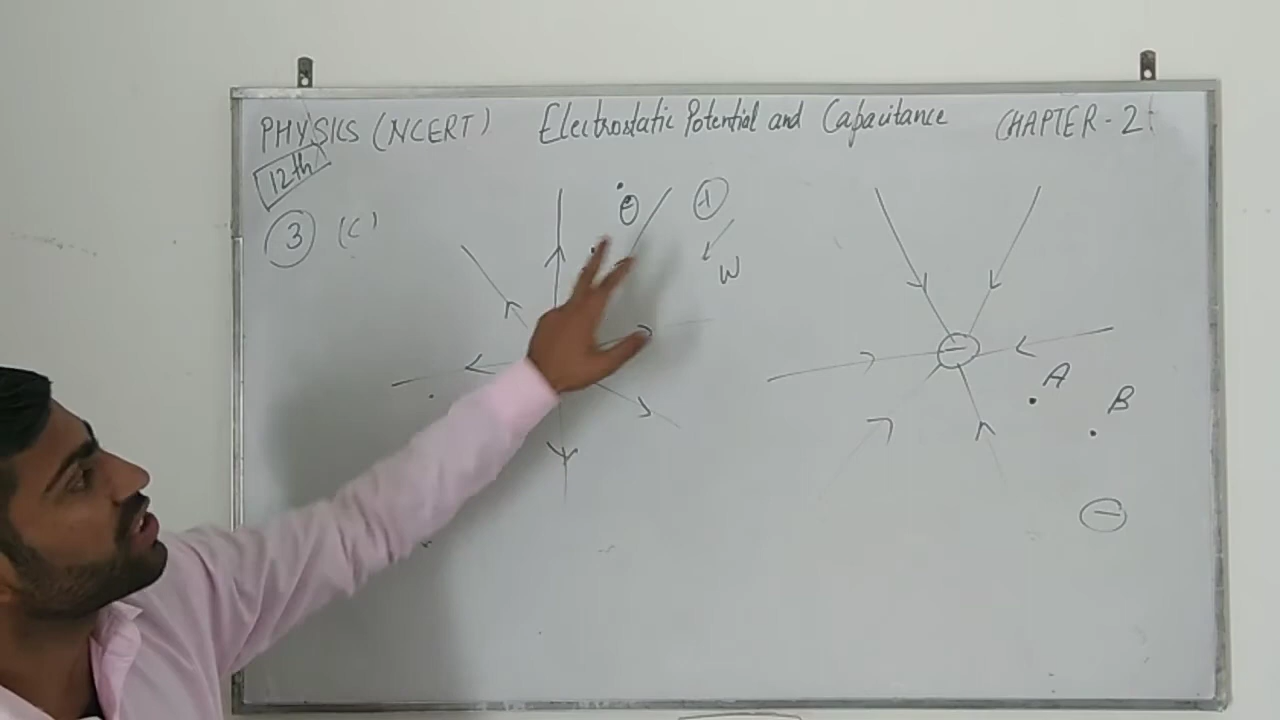 PHYSICS (NCERT) Electrostatic Potential and Capacitance CHAPTER - 2
12th
3 (C)
+
W
−
A
B
−